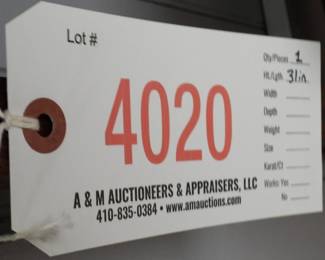 Lot #
4020
A & M AUCTIONEERS & APPRAISERS, LLC
410-835-0384 • www.amauctions.com
Qty/Pieces 1
Ht./Lgth. 31in.
Width
Depth
Weight
Size
Karat/Ct
Works: Yes
No